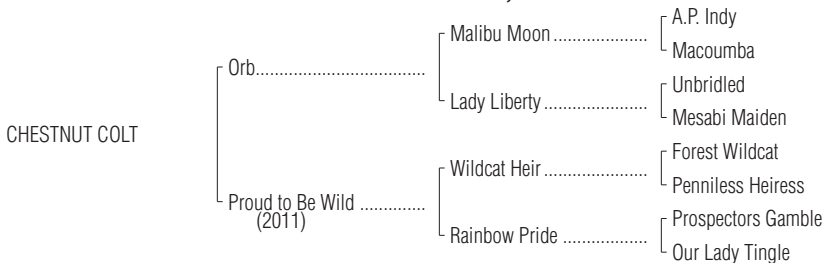 A.P. Indy
Malibu Moon ....................
Macoumba
Orb....................................
Unbridled
Lady Liberty ......................
Mesabi Maiden
CHESTNUT COLT
Forest Wildcat
Wildcat Heir ......................
Penniless Heiress
Proud to Be Wild ..............
(2011)
Prospectors Gamble
Rainbow Pride ..................
Our Lady Tingle